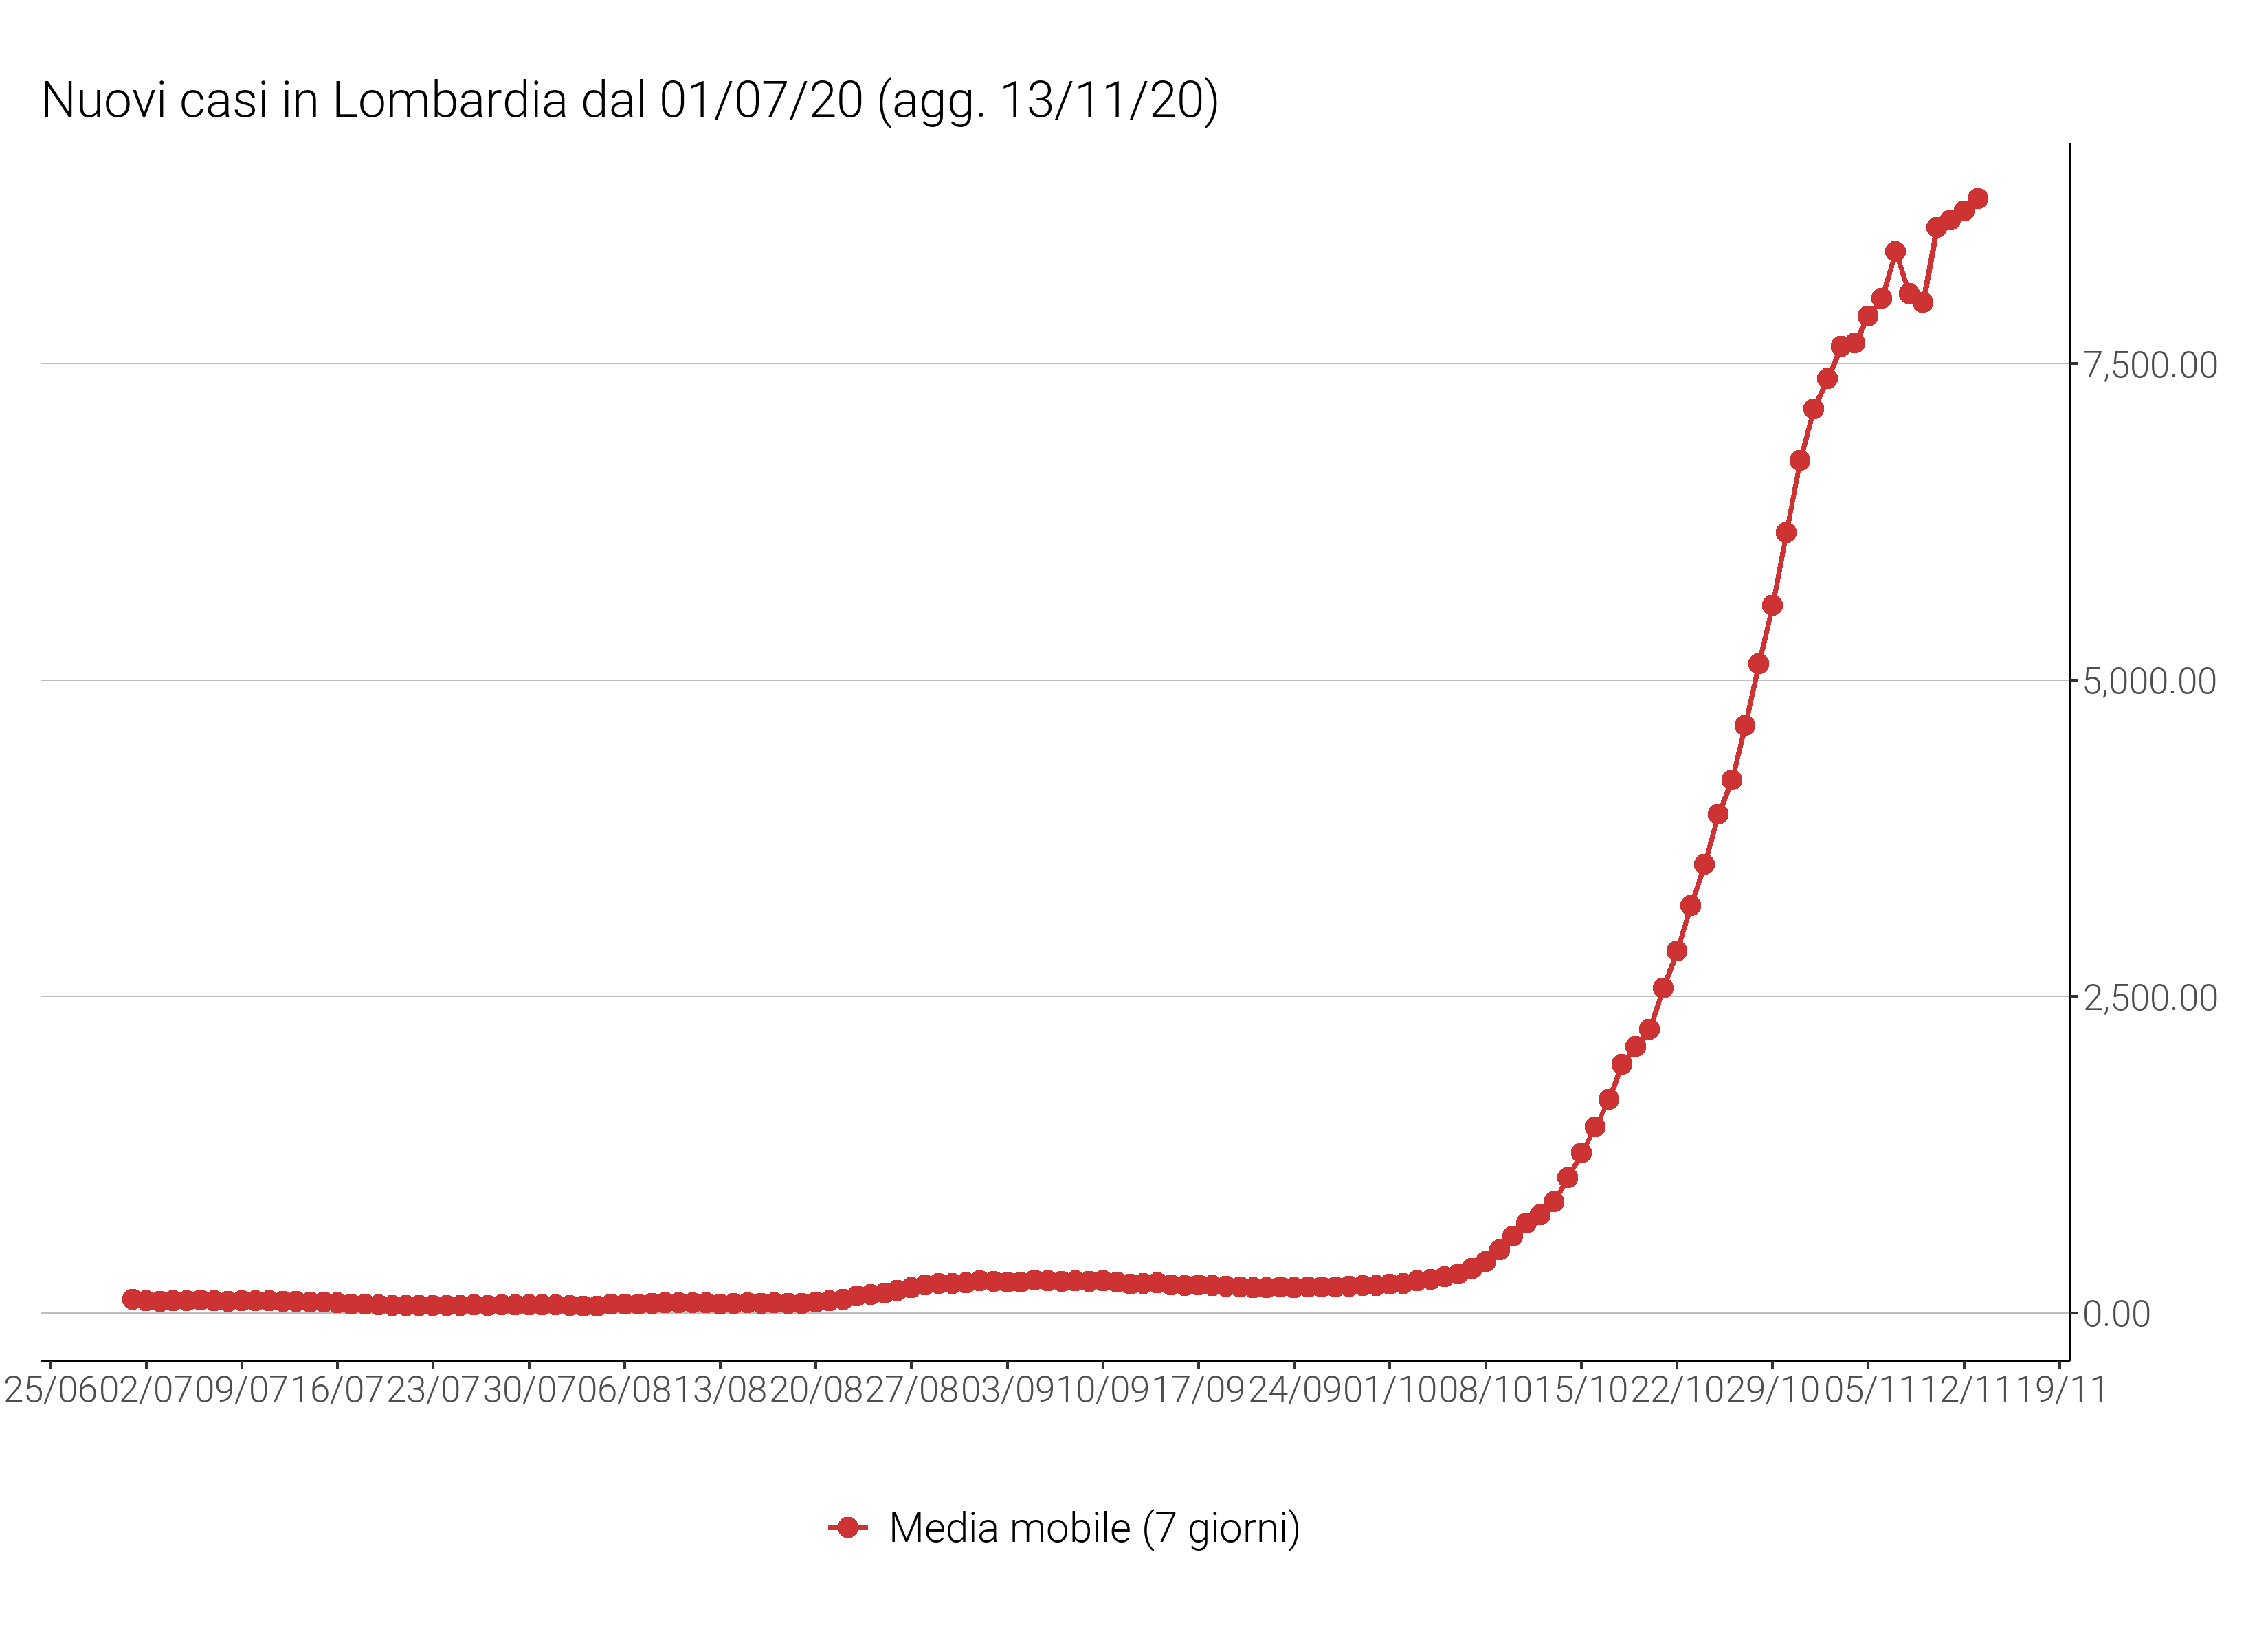 Nuovi casi in Lombardia dal 01/07/20 (agg. 13/11/20)
7,500.00
5,000.00
2,500.00
0.00
25/06 02/07 09/07 16/07 23/07 30/07 06/08 13/08 20/08 27/08 03/09 10/09 17/09 24/09 01/10 08/10 15/10 22/10 29/10 05/11 12/11 19/11
Media mobile (7 giorni)